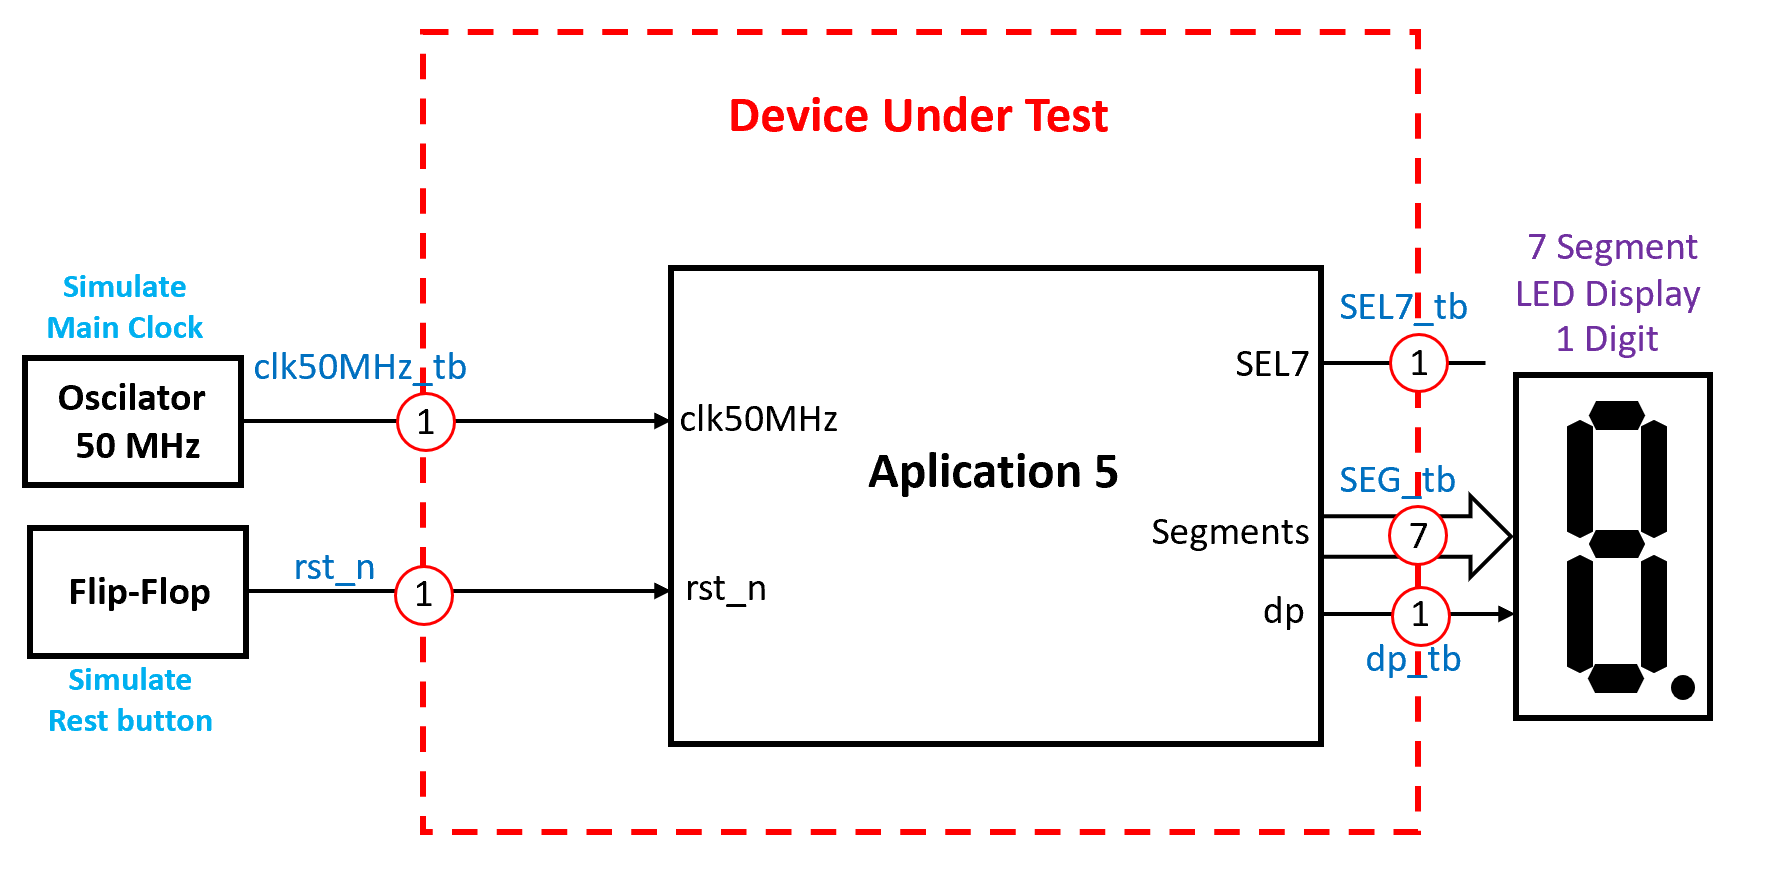 Device Under Test
Simulate
Main Clock
Oscilator
50 MHz
clk50MHz_tb
1
clk50MHz
Flip-Flop
Simulate
Rest button
rst_n
1
rst_n
Aplication 5
SEL7
SEL7_tb
1
Segments
SEG_tb
7
dp
1
dp_tb
7 Segment
LED Display
1 Digit